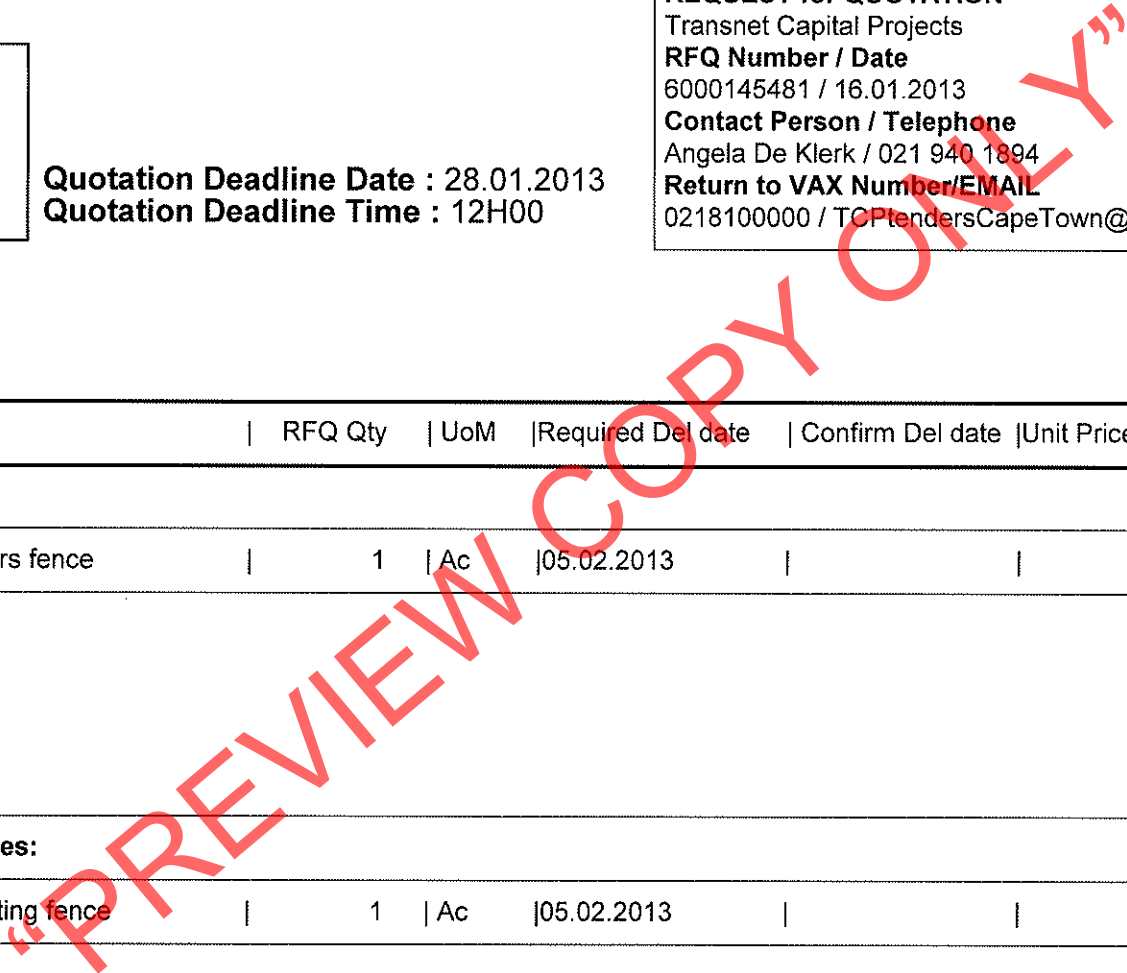 REQUEST for QUOTATION
Transnet Capital Projects
RFQ Number / Date
6000145481 / 16.01.2013
Contact Person / Telephone
Angela De Klerk / 021 940 1894
Return to VAX Number/EMAIL
0218100000 / TCPtendersCapeTown@
Quotation Deadline Date : 28.01.2013
Quotation Deadline Time : 12H00
| RFQ Qty | UoM |Required Del date | Confirm Del date |Unit Price
rs fence | 1 | Ac |05.02.2013 | |
es:
ting fence | 1 | Ac |05.02.2013 | |
“PREVIEW COPY ONLY”